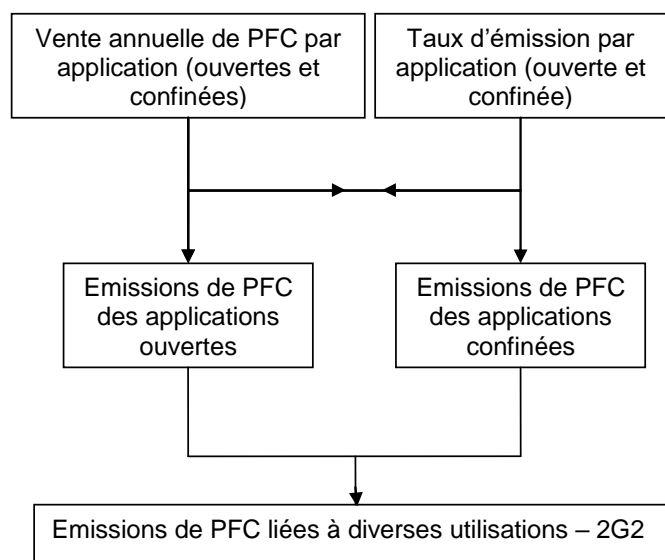 Vente annuelle de PFC par
application (ouvertes et
confinées)
Taux d'émission par
application (ouverte et
confinée)
Emissions de PFC
des applications
ouvertes
Emissions de PFC
des applications
confinées
Emissions de PFC liées à diverses utilisations – 2G2